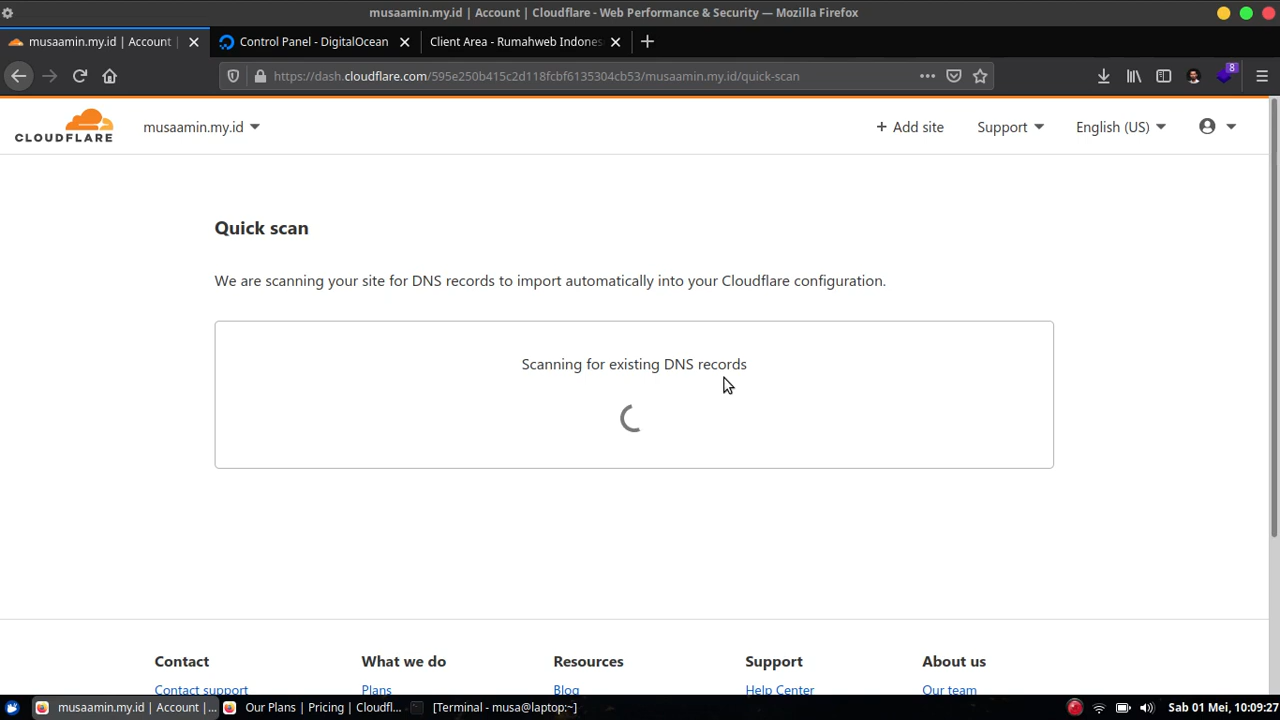 musaamin.my.id | Account | Cloudflare - Web Performance & Security — Mozilla Firefox
musaamin.my.id | Account
Control Panel - DigitalOcean
Client Area - Rumahweb Indones
https://dash.cloudflare.com/595e250b415c2d118fcbf6135304cb53/musaamin.my.id/quick-scan
8
CLOUDFLARE
musaamin.my.id
+ Add site
Support
English (US)
Quick scan
We are scanning your site for DNS records to import automatically into your Cloudflare configuration.
Scanning for existing DNS records
Contact
What we do
Resources
Support
About us
Contact support
Plans
Blog
Help Center
Our team
musaamin.my.id | Account |...
Our Plans | Pricing | Cloudfl...
[Terminal - musa@laptop:~]
Sab 01 Mei, 10:09:27